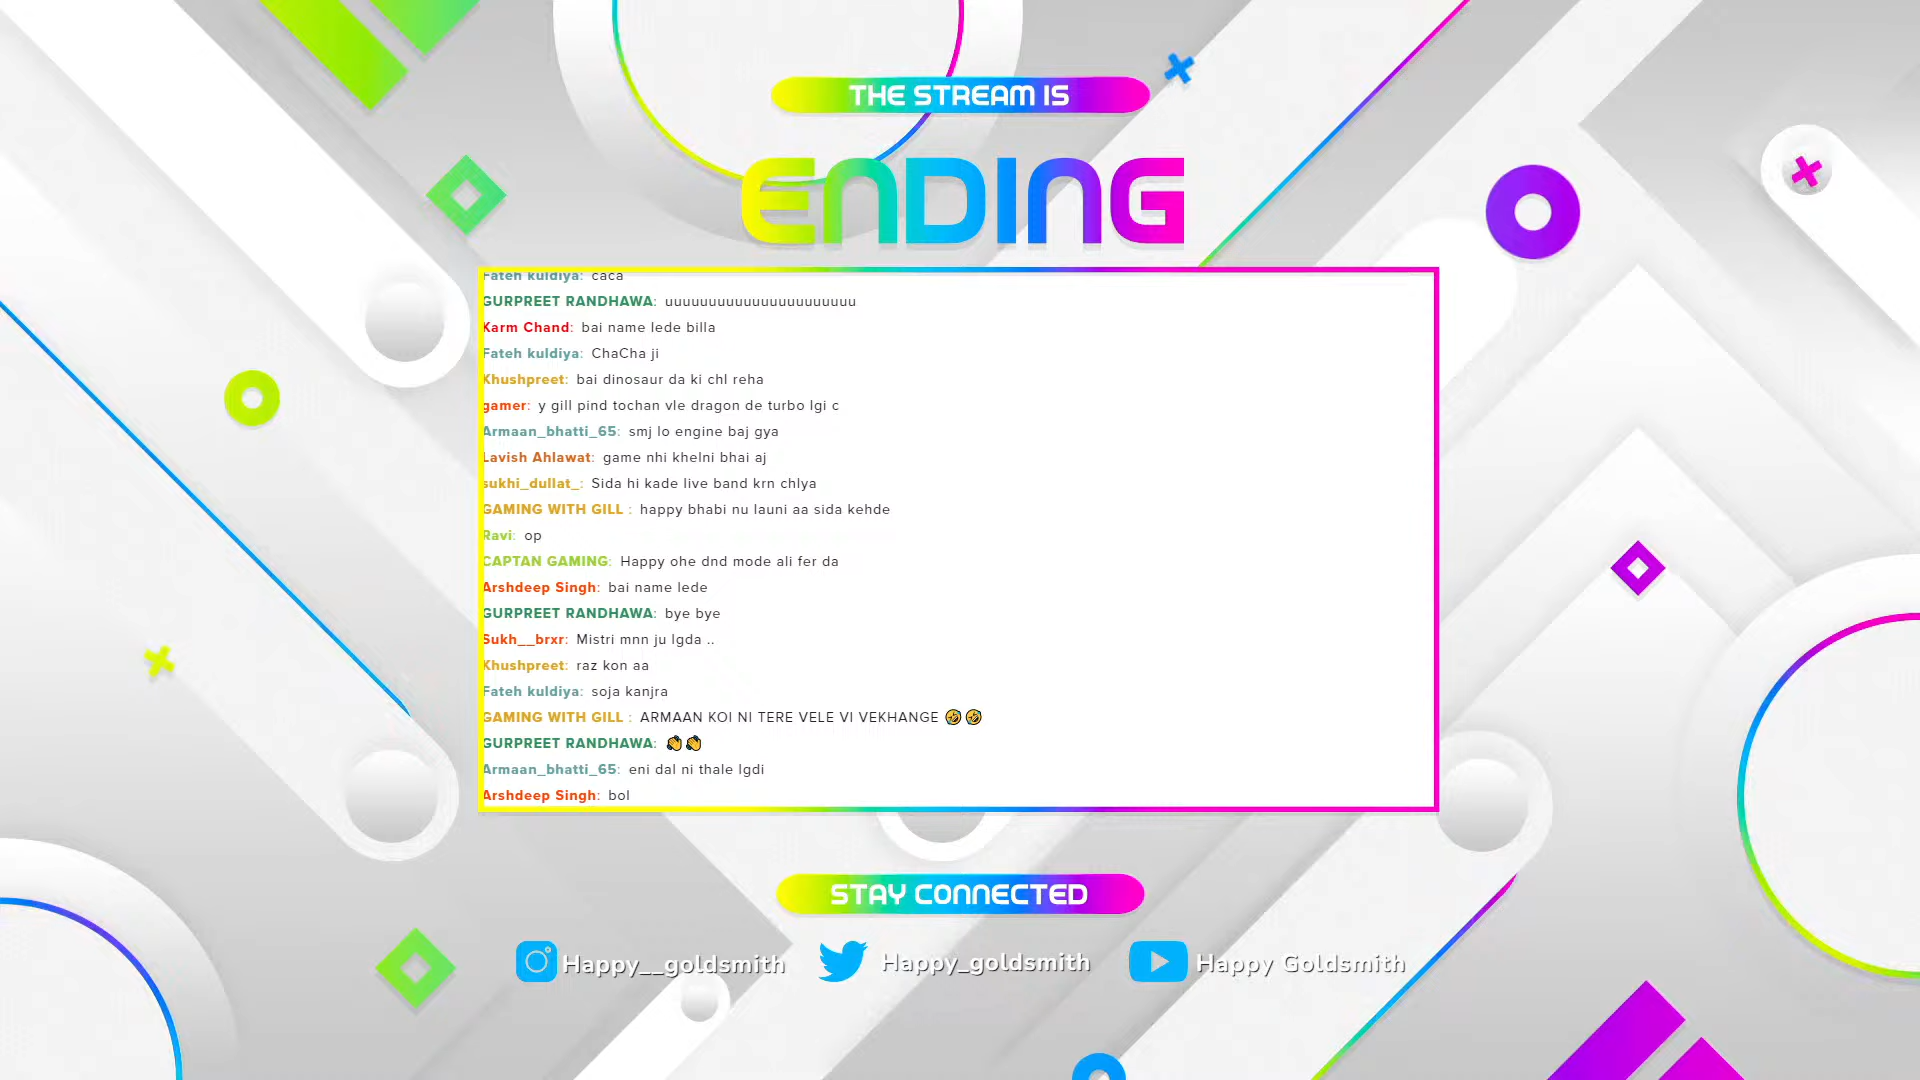 THE STREAM IS
ENDING
Fateh kuldiya: caca
GURPREET RANDHAWA: uuuuuuuuuuuuuuuuuuuuuu
Karm Chand: bai name lede billa
Fateh kuldiya: ChaCha ji
Khushpreet: bai dinosaur da ki chl reha
gamer: y gill pind tochan vle dragon de turbo lgi c
Armaan_bhatti_65: smj lo engine baj gya
Lavish Ahlawat: game nhi khelni bhai aj
sukhi_dullat_: Sida hi kade live band krn chlya
GAMING WITH GILL : happy bhabi nu launi aa sida kehde
Ravi: op
CAPTAN GAMING: Happy ohe dnd mode ali fer da
Arshdeep Singh: bai name lede
GURPREET RANDHAWA: bye bye
Sukh__brxr: Mistri mnn ju lgda ..
Khushpreet: raz kon aa
Fateh kuldiya: soja kanjra
GAMING WITH GILL : ARMAAN KOI NI TERE VELE VI VEKHANGE 🤣🤣
GURPREET RANDHAWA: 👏👏
Armaan_bhatti_65: eni dal ni thale lgdi
Arshdeep Singh: bol
STAY CONNECTED
Happy__goldsmith Happy_goldsmith Happy Goldsmith